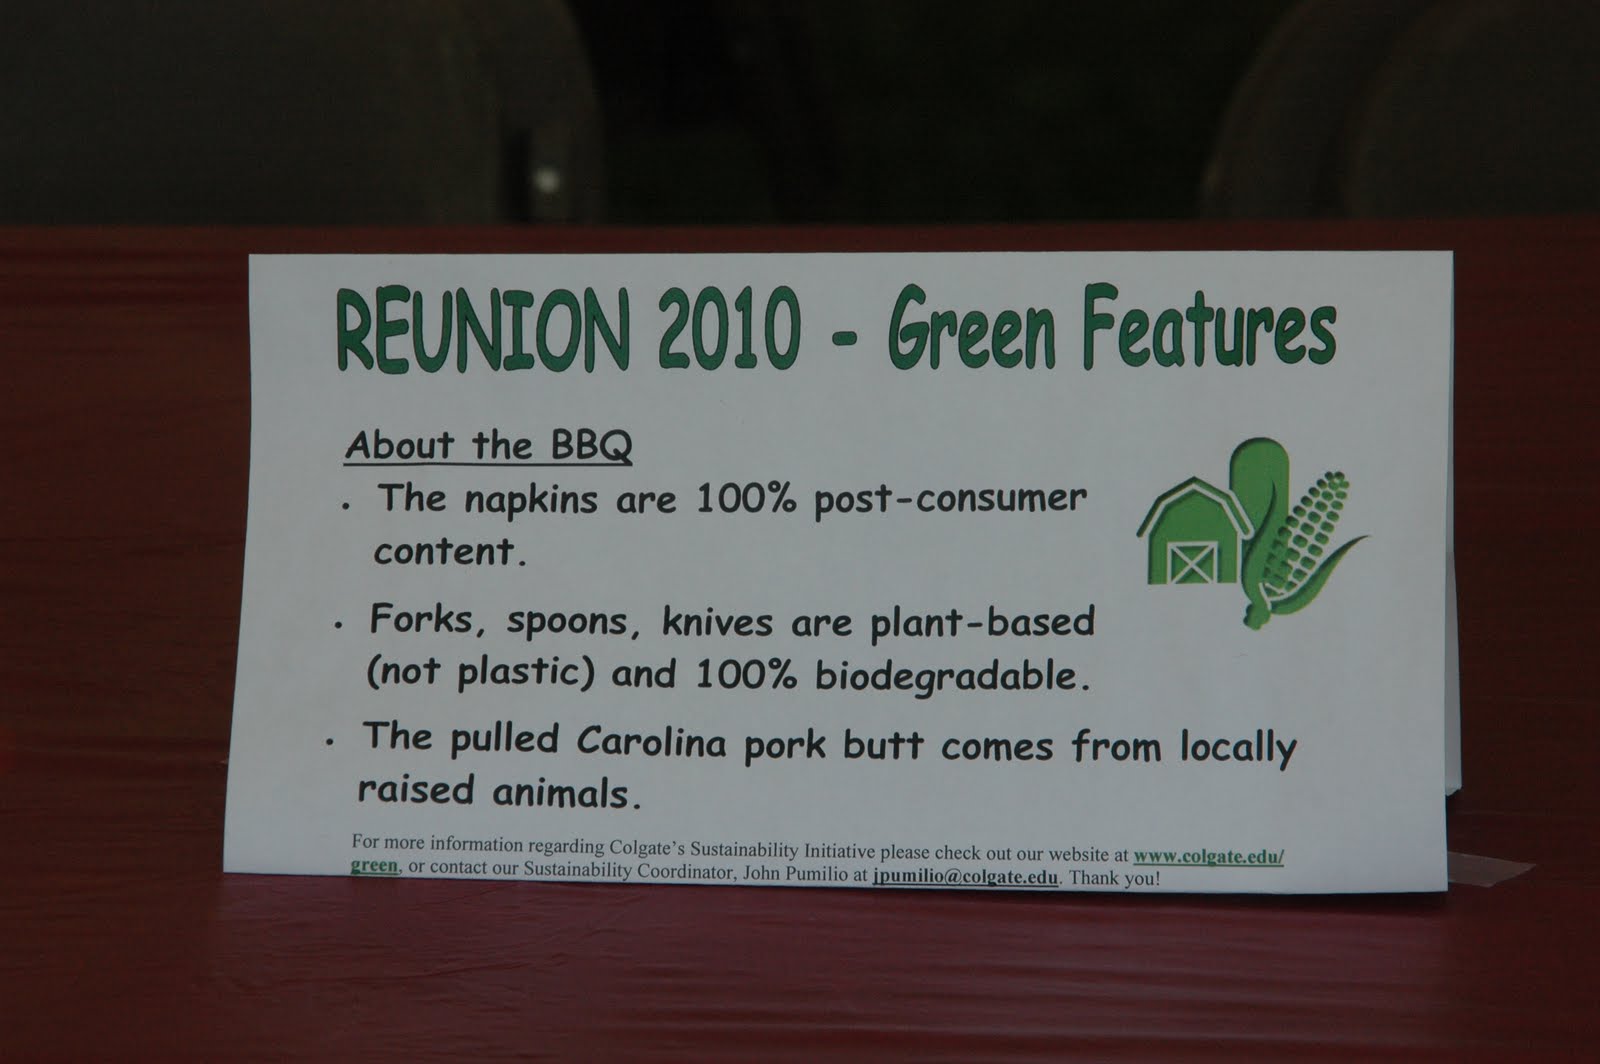 REUNION 2010 - Green Features
About the BBQ
. The napkins are 100% post-consumer
content.
. Forks, spoons, knives are plant-based
(not plastic) and 100% biodegradable.
. The pulled Carolina pork butt comes from locally
raised animals.
For more information regarding Colgate's Sustainability Initiative please check out our website at www.colgate.edu/
green, or contact our Sustainability Coordinator, John Pumilio at jpumilio@colgate.edu. Thank you!